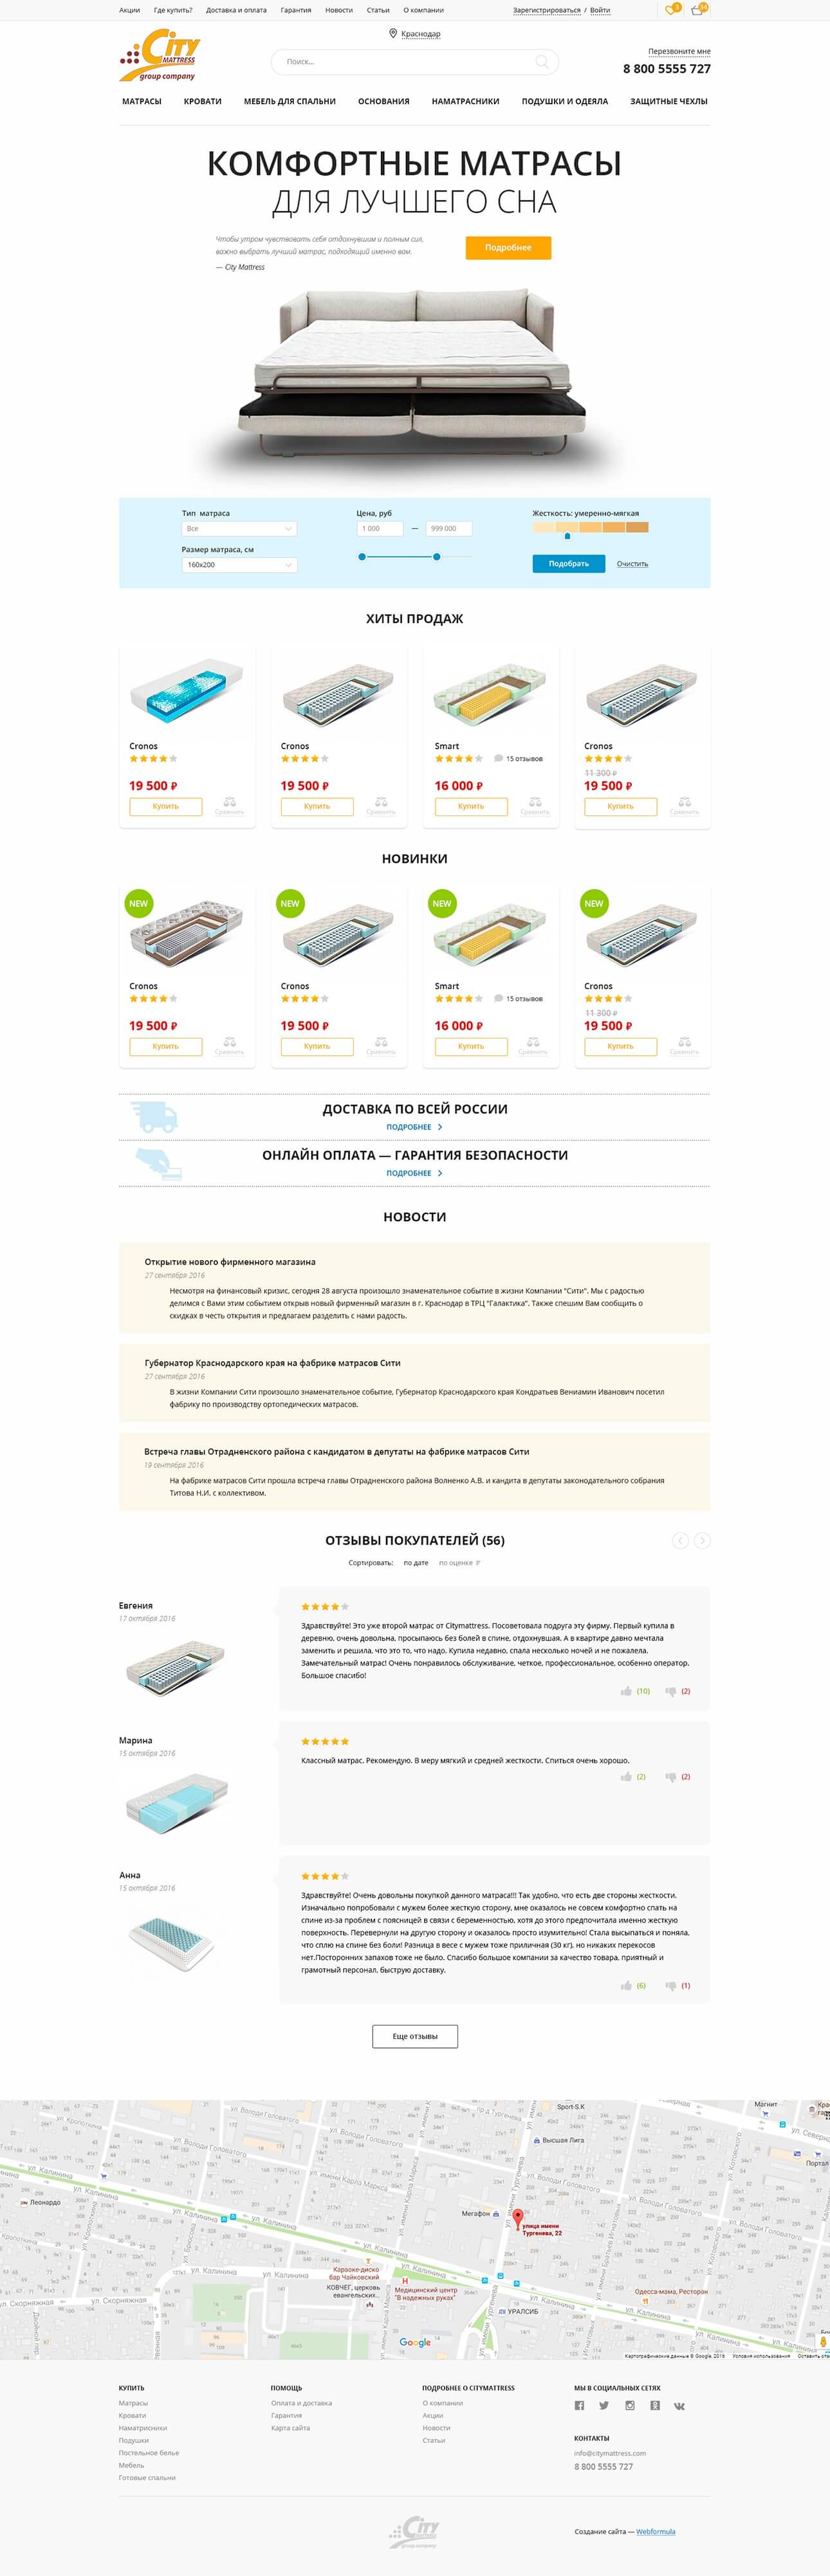 Акции Где купить? Доставка и оплата Гарантия Новости Статьи О компании Зарегистрироваться / Войти
CITY
MATTRESS
group company
Краснодар
Поиск...
Перезвоните мне
8 800 5555 727
МАТРАСЫ КРОВАТИ МЕБЕЛЬ ДЛЯ СПАЛЬНИ ОСНОВАНИЯ НАМАТРАСНИКИ ПОДУШКИ И ОДЕЯЛА ЗАЩИТНЫЕ ЧЕХЛЫ
КОМФОРТНЫЕ МАТРАСЫ
ДЛЯ ЛУЧШЕГО СНА
Чтобы утром чувствовать себя отдохнувшим и полным сил,
важно выбрать лучший матрас, подходящий именно вам.
— City Mattress
Подробнее
Тип матраса
Все
Размер матраса, см
160х200
Цена, руб
1 000 — 999 000
Жесткость: умеренно-мягкая
Подобрать Очистить
ХИТЫ ПРОДАЖ
Cronos Cronos Smart Cronos
15 отзывов
11 300 ₽
19 500 ₽ 19 500 ₽ 16 000 ₽ 19 500 ₽
Купить Сравнить Купить Сравнить Купить Сравнить Купить Сравнить
НОВИНКИ
NEW NEW NEW NEW
Cronos Cronos Smart Cronos
15 отзывов
11 300 ₽
19 500 ₽ 19 500 ₽ 16 000 ₽ 19 500 ₽
Купить Сравнить Купить Сравнить Купить Сравнить Купить Сравнить
ДОСТАВКА ПО ВСЕЙ РОССИИ
ПОДРОБНЕЕ
ОНЛАЙН ОПЛАТА — ГАРАНТИЯ БЕЗОПАСНОСТИ
ПОДРОБНЕЕ
НОВОСТИ
Открытие нового фирменного магазина
27 сентября 2016
Несмотря на финансовый кризис, сегодня 28 августа произошло знаменательное событие в жизни Компании "Сити". Мы с радостью
делимся с Вами этим событием открыв новый фирменный магазин в г. Краснодар в ТРЦ "Галактика". Также спешим Вам сообщить о
скидках в честь открытия и предлагаем разделить с нами радость.
Губернатор Краснодарского края на фабрике матрасов Сити
27 сентября 2016
В жизни Компании Сити произошло знаменательное событие, Губернатор Краснодарского края Кондратьев Вениамин Иванович посетил
фабрику по производству ортопедических матрасов.
Встреча главы Отрадненского района с кандидатом в депутаты на фабрике матрасов Сити
19 сентября 2016
На фабрике матрасов Сити прошла встреча главы Отрадненского района Волненко А.В. и кандита в депутаты законодательного собрания
Титова Н.И. с коллективом.
ОТЗЫВЫ ПОКУПАТЕЛЕЙ (56)
Сортировать: по дате по оценке
Евгения
17 октября 2016
Здравствуйте! Это уже второй матрас от Citymattress. Посоветовала подруга эту фирму. Первый купила в
деревню, очень довольна, просыпаюсь без болей в спине, отдохнувшая. А в квартире давно мечтала
заменить и решила, что это то, что надо. Купила недавно, спала несколько ночей и не пожалела.
Замечательный матрас! Очень понравилось обслуживание, четкое, профессиональное, особенно оператор.
Большое спасибо!
(10) (2)
Марина
15 октября 2016
Классный матрас. Рекомендую. В меру мягкий и средней жесткости. Спиться очень хорошо.
(2) (2)
Анна
15 октября 2016
Здравствуйте! Очень довольны покупкой данного матраса!!! Так удобно, что есть две стороны жесткости.
Изначально попробовали с мужем более жесткую сторону, мне оказалось не совсем комфортно спать на
спине из-за проблем с поясницей в связи с беременностью, хотя до этого предпочитала именно жесткую
поверхность. Перевернули на другую сторону и оказалось просто изумительно! Стала высыпаться и поняла,
что сплю на спине без боли! Разница в весе с мужем тоже приличная (30 кг), но никаких перекосов
нет.Посторонних запахов тоже не было. Спасибо большое компании за качество товара, приятный и
грамотный персонал, быструю доставку.
(6) (1)
Еще отзывы
Sport-S.K
Магнит
Высшая Лига
Портал
Леонардо
Мегафон
улица имени
Тургенева, 22
ул. Калинина
Караоке-диско
бар Чайковский
КОВЧЕГ, церковь
евангельских...
Медицинский центр
"В надежных руках"
УРАЛСИБ
Одесса-мама, Ресторан
ул. Скорняжная
Google
Картографические данные © Google, 2016 Условия использования
КУПИТЬ
Матрасы
Кровати
Наматрисники
Подушки
Постельное белье
Мебель
Готовые спальни
ПОМОЩЬ
Оплата и доставка
Гарантия
Карта сайта
ПОДРОБНЕЕ О CITYMATTRESS
О компании
Акции
Новости
Статьи
МЫ В СОЦИАЛЬНЫХ СЕТЯХ
КОНТАКТЫ
info@citymattress.com
8 800 5555 727
CITY
MATTRESS
group company
Создание сайта — Webformula